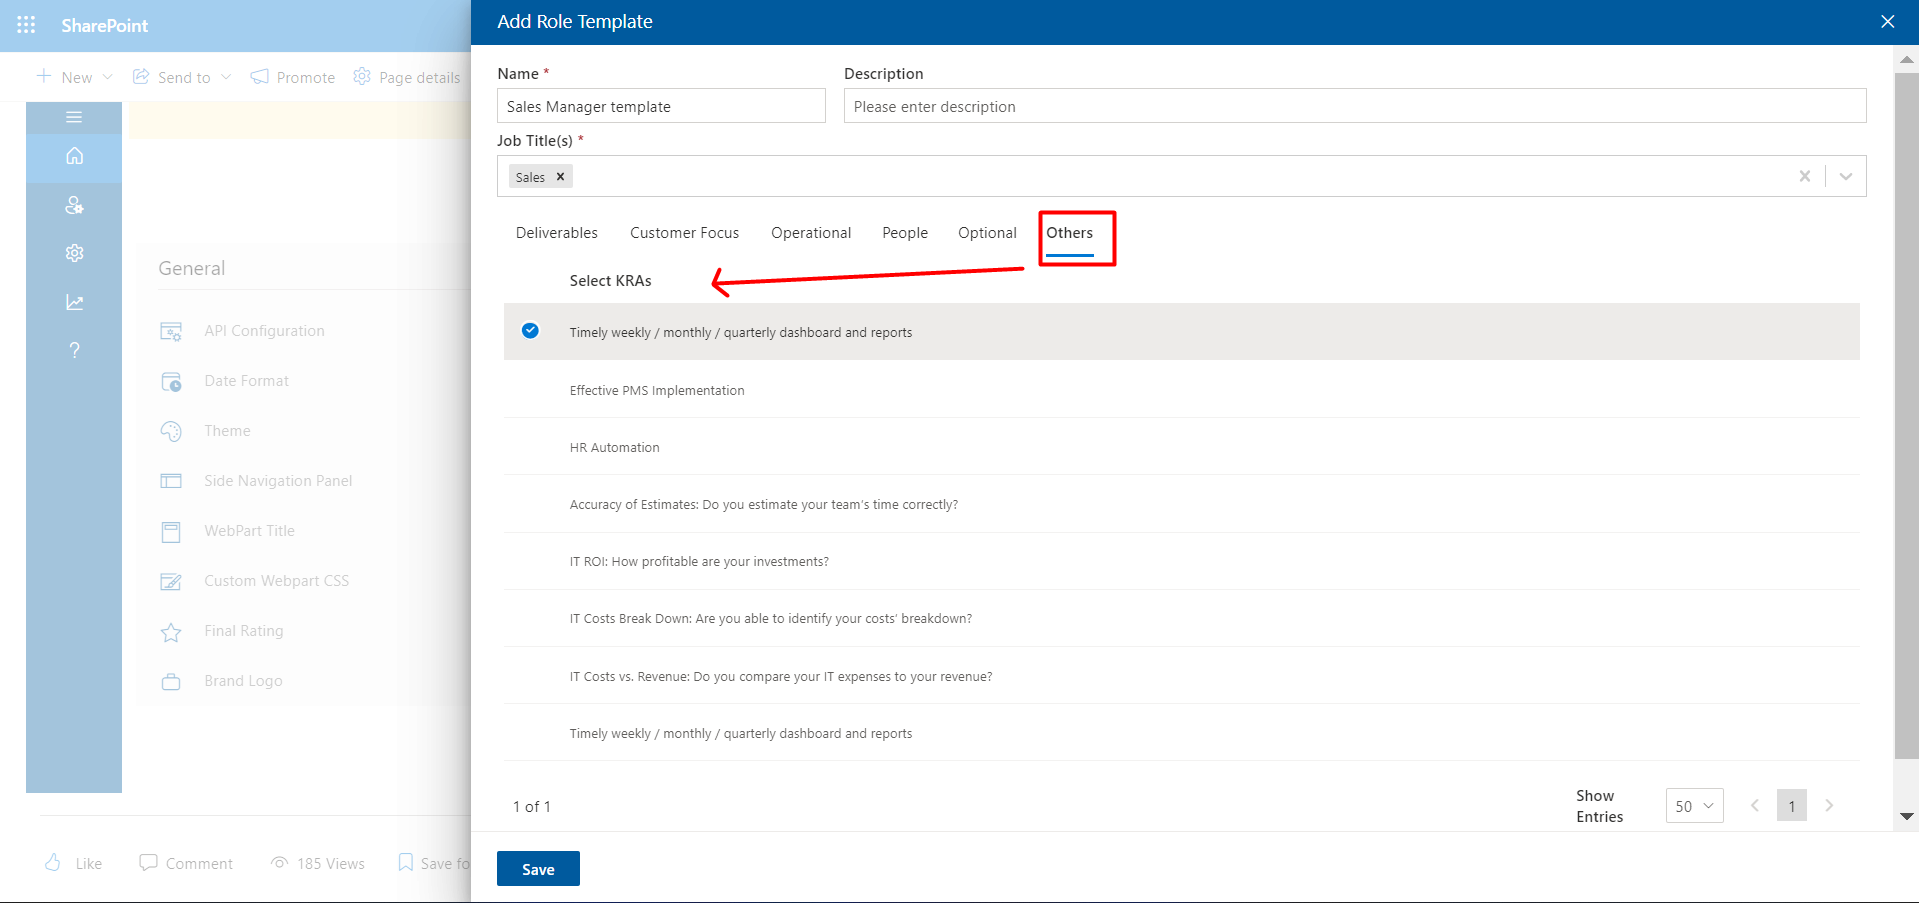 SharePoint
Add Role Template
New
Send to
Promote
Page details
Name *
Description
Sales Manager template
Please enter description
Job Title(s) *
Sales
Deliverables
Customer Focus
Operational
People
Optional
Others
General
Select KRAs
API Configuration
Timely weekly / monthly / quarterly dashboard and reports
Date Format
Effective PMS Implementation
Theme
HR Automation
Side Navigation Panel
Accuracy of Estimates: Do you estimate your team's time correctly?
WebPart Title
IT ROI: How profitable are your investments?
Custom Webpart CSS
IT Costs Break Down: Are you able to identify your costs' breakdown?
Final Rating
IT Costs vs. Revenue: Do you compare your IT expenses to your revenue?
Brand Logo
Timely weekly / monthly / quarterly dashboard and reports
1 of 1
Show
Entries
50
1
Like
Comment
185 Views
Save fo
Save